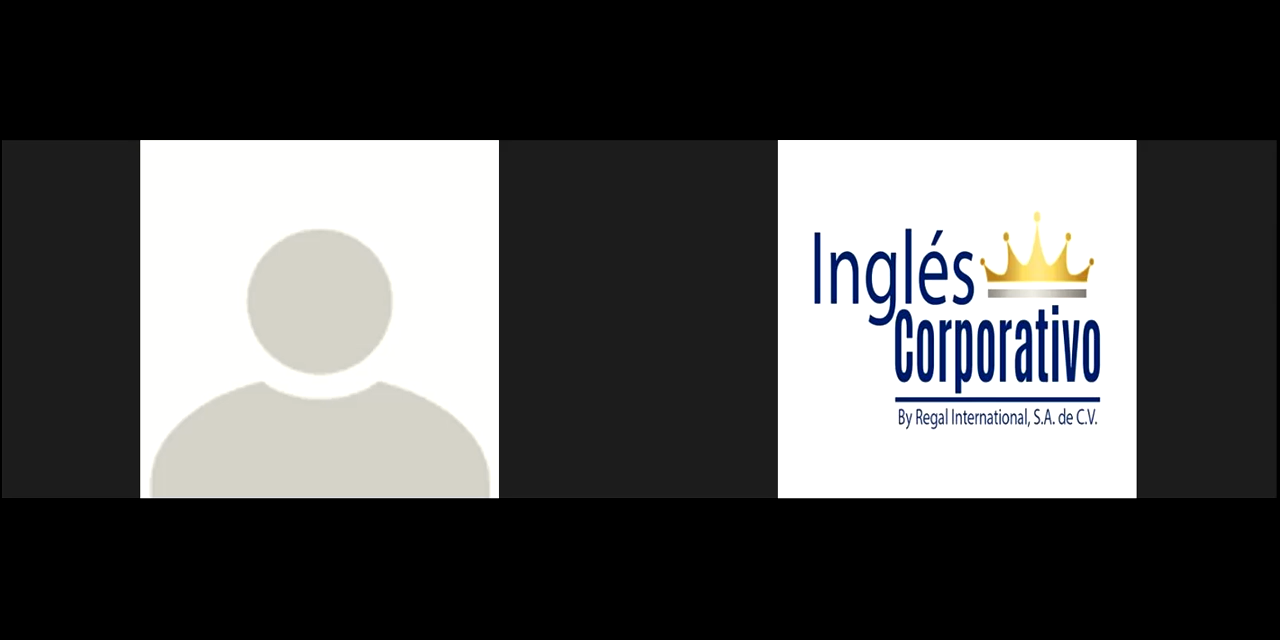 Inglés
Corporativo
By Regal International, S.A. de C.V.